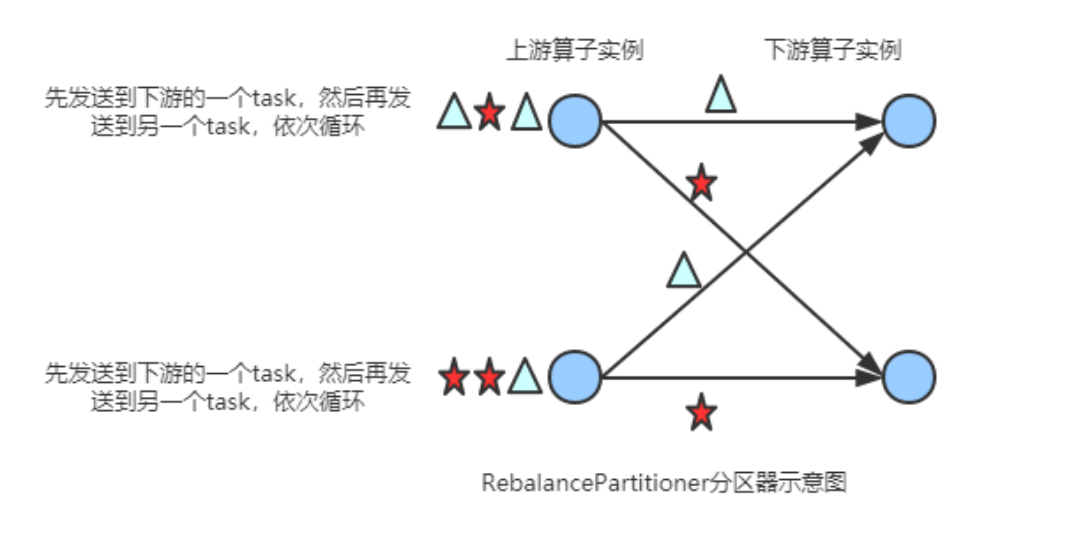 上游算子实例
下游算子实例
先发送到下游的一个task，然后再发
送到另一个task，依次循环
先发送到下游的一个task，然后再发
送到另一个task，依次循环
RebalancePartitioner分区器示意图